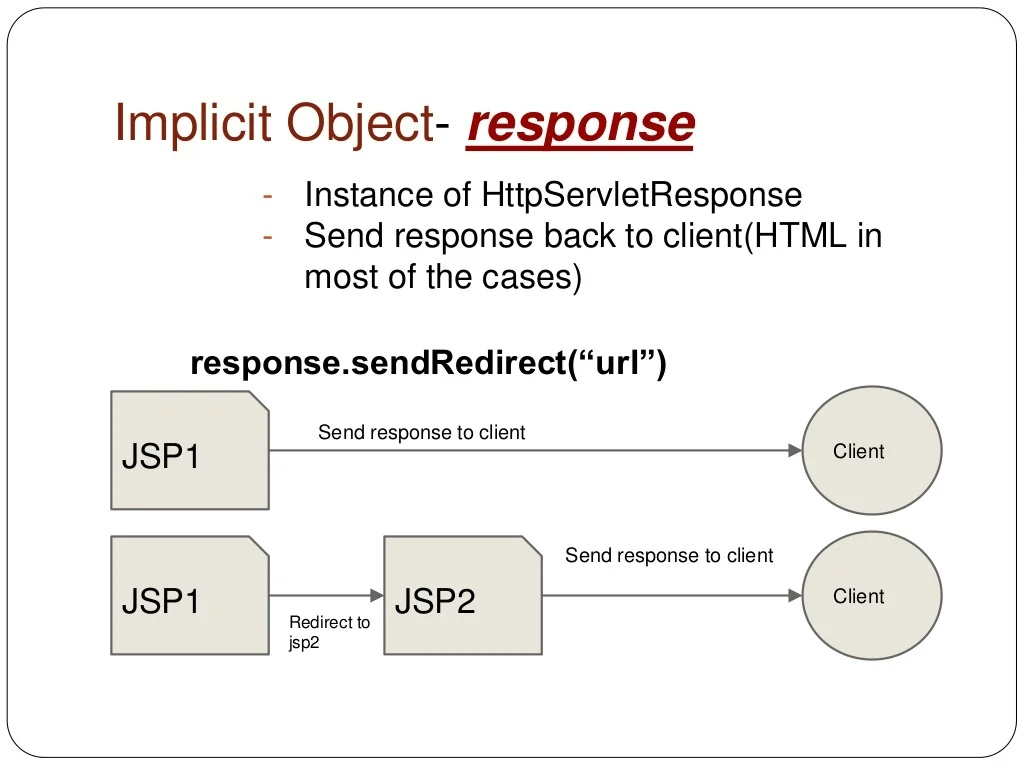 Implicit Object- response
- Instance of HttpServletResponse
- Send response back to client(HTML in
most of the cases)
response.sendRedirect(“url”)
JSP1
Send response to client
Client
JSP1
Redirect to
jsp2
JSP2
Send response to client
Client